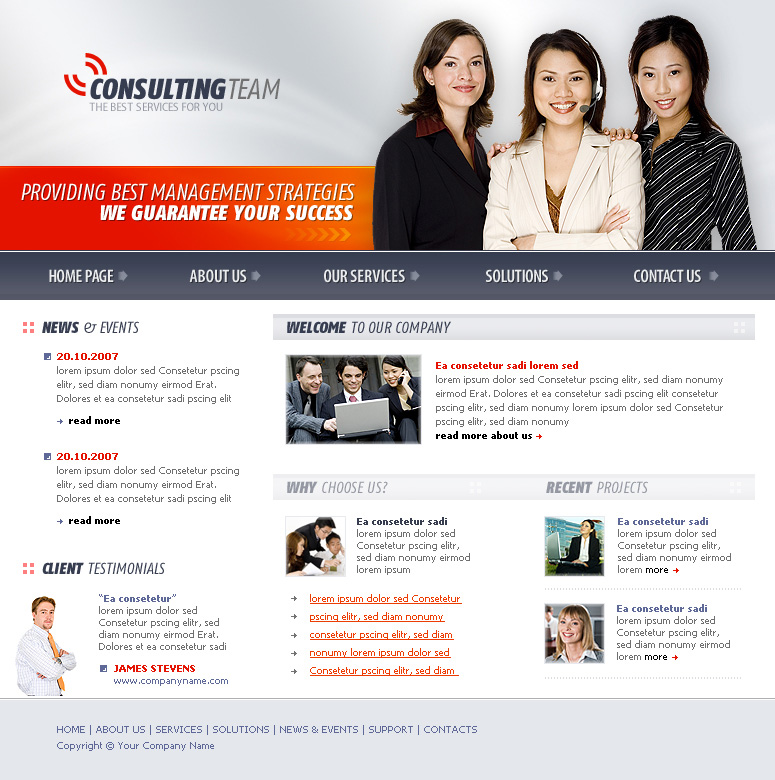 CONSULTING TEAM
THE BEST SERVICES FOR YOU
PROVIDING BEST MANAGEMENT STRATEGIES
WE GUARANTEE YOUR SUCCESS
HOME PAGE
ABOUT US
OUR SERVICES
SOLUTIONS
CONTACT US
NEWS & EVENTS
20.10.2007
lorem ipsum dolor sed Consetetur pscing
elitr, sed diam nonumy eirmod Erat.
Dolores et ea consetetur sadi pscing elit
read more
20.10.2007
lorem ipsum dolor sed Consetetur pscing
elitr, sed diam nonumy eirmod Erat.
Dolores et ea consetetur sadi pscing elit
read more
CLIENT TESTIMONIALS
"Ea consetetur"
lorem ipsum dolor sed
Consetetur pscing elitr, sed
diam nonumy eirmod Erat.
Dolores et ea consetetur sadi
JAMES STEVENS
www.companyname.com
WELCOME TO OUR COMPANY
Ea consetetur sadi lorem sed
lorem ipsum dolor sed Consetetur pscing elitr, sed diam nonumy
eirmod Erat. Dolores et ea consetetur sadi pscing elit consetetur
pscing elitr, sed diam nonumy lorem ipsum dolor sed Consetetur
pscing elitr, sed diam nonumy
read more about us
WHY CHOOSE US?
Ea consetetur sadi
lorem ipsum dolor sed
Consetetur pscing elitr,
sed diam nonumy eirmod
lorem ipsum
lorem ipsum dolor sed Consetetur
pscing elitr, sed diam nonumy
consetetur pscing elitr, sed diam
nonumy lorem ipsum dolor sed
Consetetur pscing elitr, sed diam
RECENT PROJECTS
Ea consetetur sadi
lorem ipsum dolor sed
Consetetur pscing elitr,
sed diam nonumy eirmod
lorem more
Ea consetetur sadi
lorem ipsum dolor sed
Consetetur pscing elitr,
sed diam nonumy eirmod
lorem more
HOME | ABOUT US | SERVICES | SOLUTIONS | NEWS & EVENTS | SUPPORT | CONTACTS
Copyright © Your Company Name